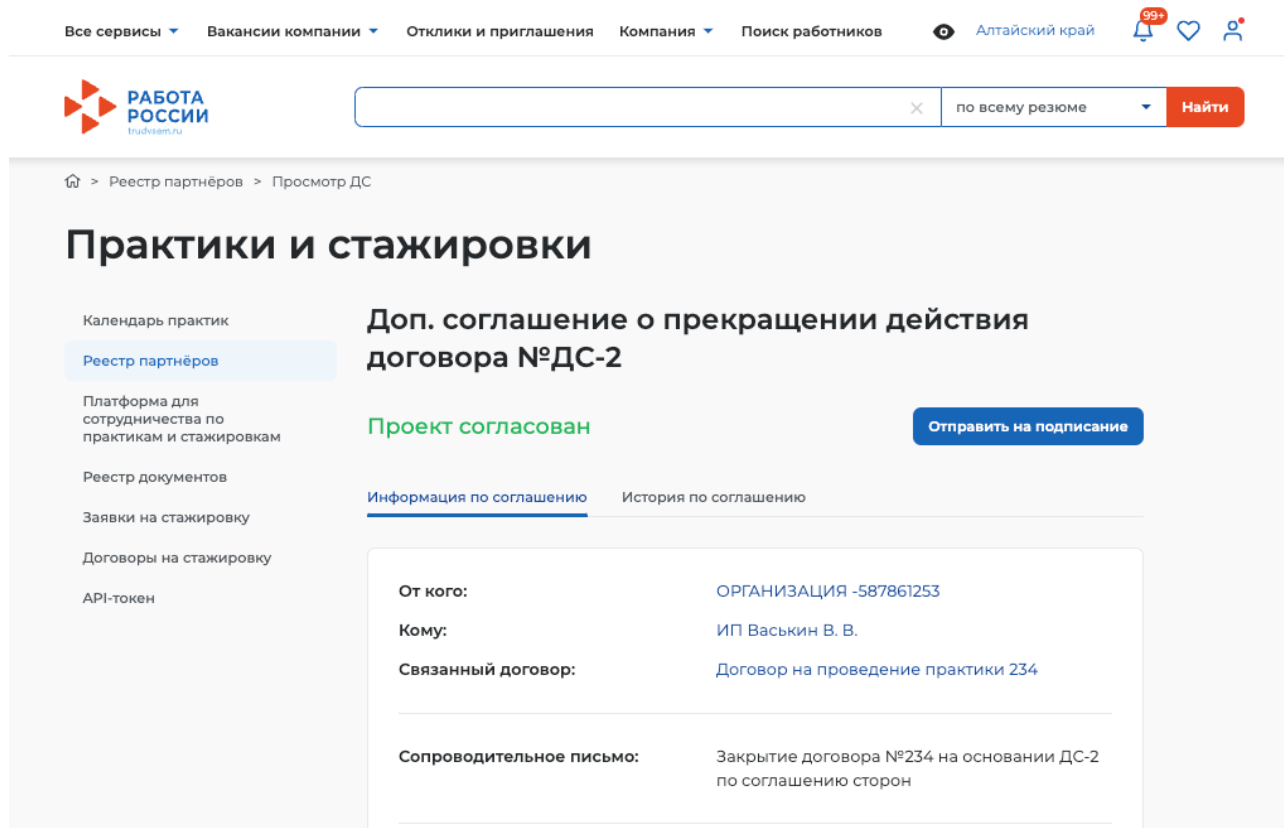 Все сервисы Вакансии компании Отклики и приглашения Компания Поиск работников Алтайский край 99+
РАБОТА
РОССИИ
trudvsem.ru
по всему резюме Найти
> Реестр партнёров > Просмотр ДС
Практики и стажировки
Календарь практик
Реестр партнёров
Платформа для
сотрудничества по
практикам и стажировкам
Реестр документов
Заявки на стажировку
Договоры на стажировку
API-токен
Доп. соглашение о прекращении действия
договора №ДС-2
Проект согласован Отправить на подписание
Информация по соглашению История по соглашению
От кого: ОРГАНИЗАЦИЯ -587861253
Кому: ИП Васькин В. В.
Связанный договор: Договор на проведение практики 234
Сопроводительное письмо: Закрытие договора №234 на основании ДС-2
по соглашению сторон